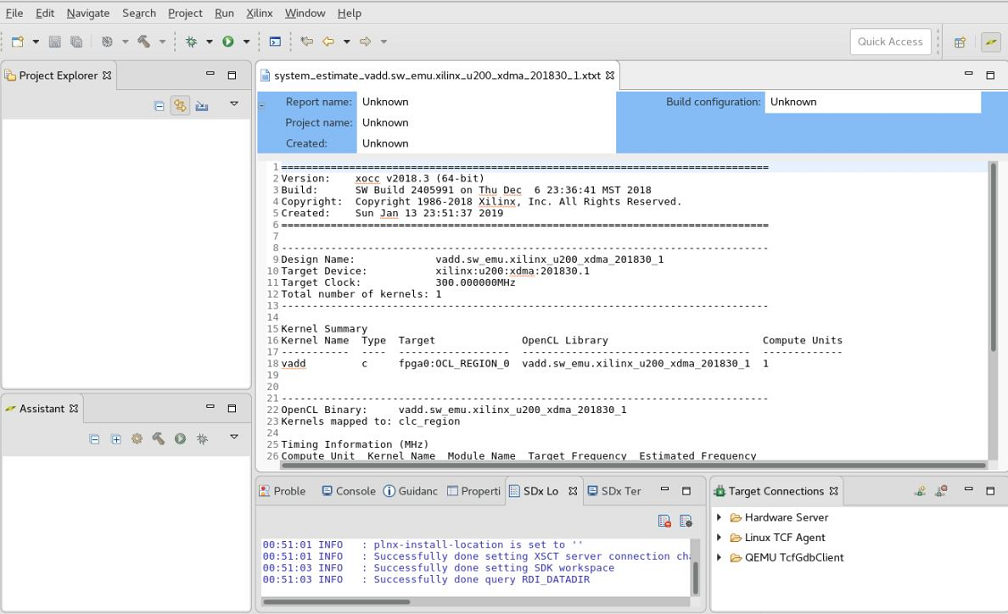 File Edit Navigate Search Project Run Xilinx Window Help
Quick Access
Project Explorer
system_estimate_vadd.sw_emu.xilinx_u200_xdma_201830_1.xtxt
Report name: Unknown
Build configuration: Unknown
Project name: Unknown
Created: Unknown
1 ===============================================================================
2 Version:    xocc v2018.3 (64-bit)
3 Build:      SW Build 2405991 on Thu Dec  6 23:36:41 MST 2018
4 Copyright:  Copyright 1986-2018 Xilinx, Inc. All Rights Reserved.
5 Created:    Sun Jan 13 23:51:37 2019
6 ===============================================================================
7
8 -------------------------------------------------------------------------------
9 Design Name:             vadd.sw_emu.xilinx_u200_xdma_201830_1
10 Target Device:           xilinx:u200:xdma:201830.1
11 Target Clock:            300.000000MHz
12 Total number of kernels: 1
13 -------------------------------------------------------------------------------
14
15 Kernel Summary
16 Kernel Name  Type  Target              OpenCL Library                         Compute Units
17 -----------  ----  ------------------  -------------------------------------  -------------
18 vadd         c     fpga0:OCL_REGION_0  vadd.sw_emu.xilinx_u200_xdma_201830_1  1
19
20
21 -------------------------------------------------------------------------------
22 OpenCL Binary:     vadd.sw_emu.xilinx_u200_xdma_201830_1
23 Kernels mapped to: clc_region
24
25 Timing Information (MHz)
26 Compute Unit  Kernel Name  Module Name  Target Frequency  Estimated Frequency
Assistant
Proble Console Guidanc Properti SDx Lo SDx Ter
00:51:01 INFO   : plnx-install-location is set to ''
00:51:01 INFO   : Successfully done setting XSCT server connection cha
00:51:03 INFO   : Successfully done setting SDK workspace
00:51:03 INFO   : Successfully done query RDI_DATADIR
Target Connections
Hardware Server
Linux TCF Agent
QEMU TcfGdbClient